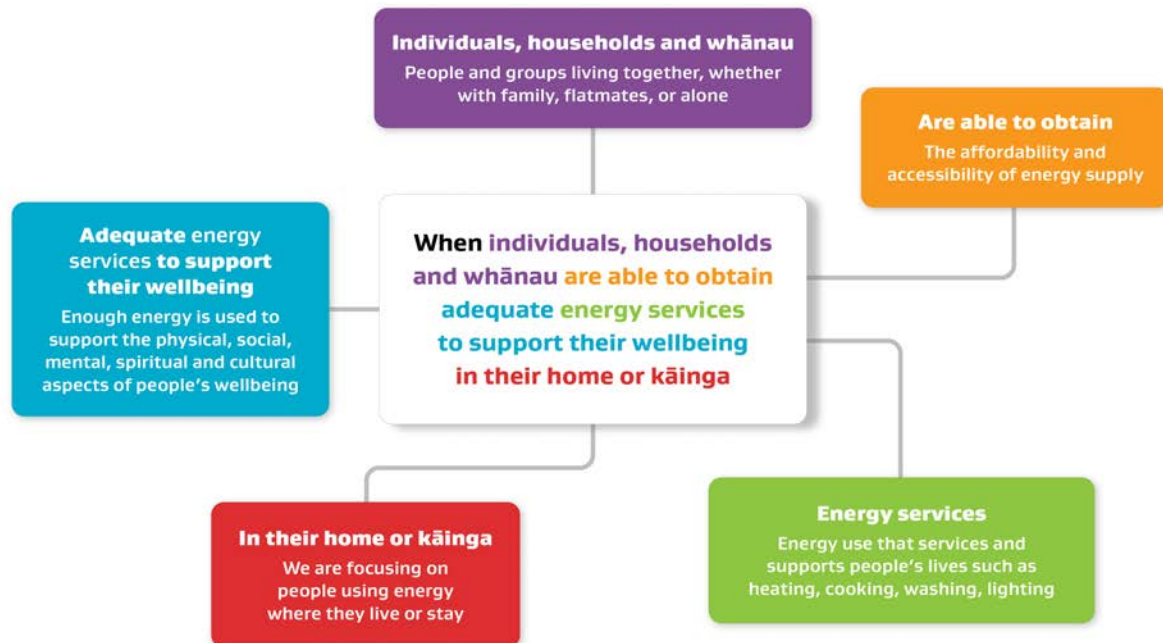 Individuals, households and whānau
People and groups living together, whether
with family, flatmates, or alone
Are able to obtain
The affordability and
accessibility of energy supply
Adequate energy
services to support
their wellbeing
Enough energy is used to
support the physical, social,
mental, spiritual and cultural
aspects of people's wellbeing
When individuals, households
and whānau are able to obtain
adequate energy services
to support their wellbeing
in their home or kāinga
In their home or kāinga
We are focusing on
people using energy
where they live or stay
Energy services
Energy use that services and
supports people's lives such as
heating, cooking, washing, lighting